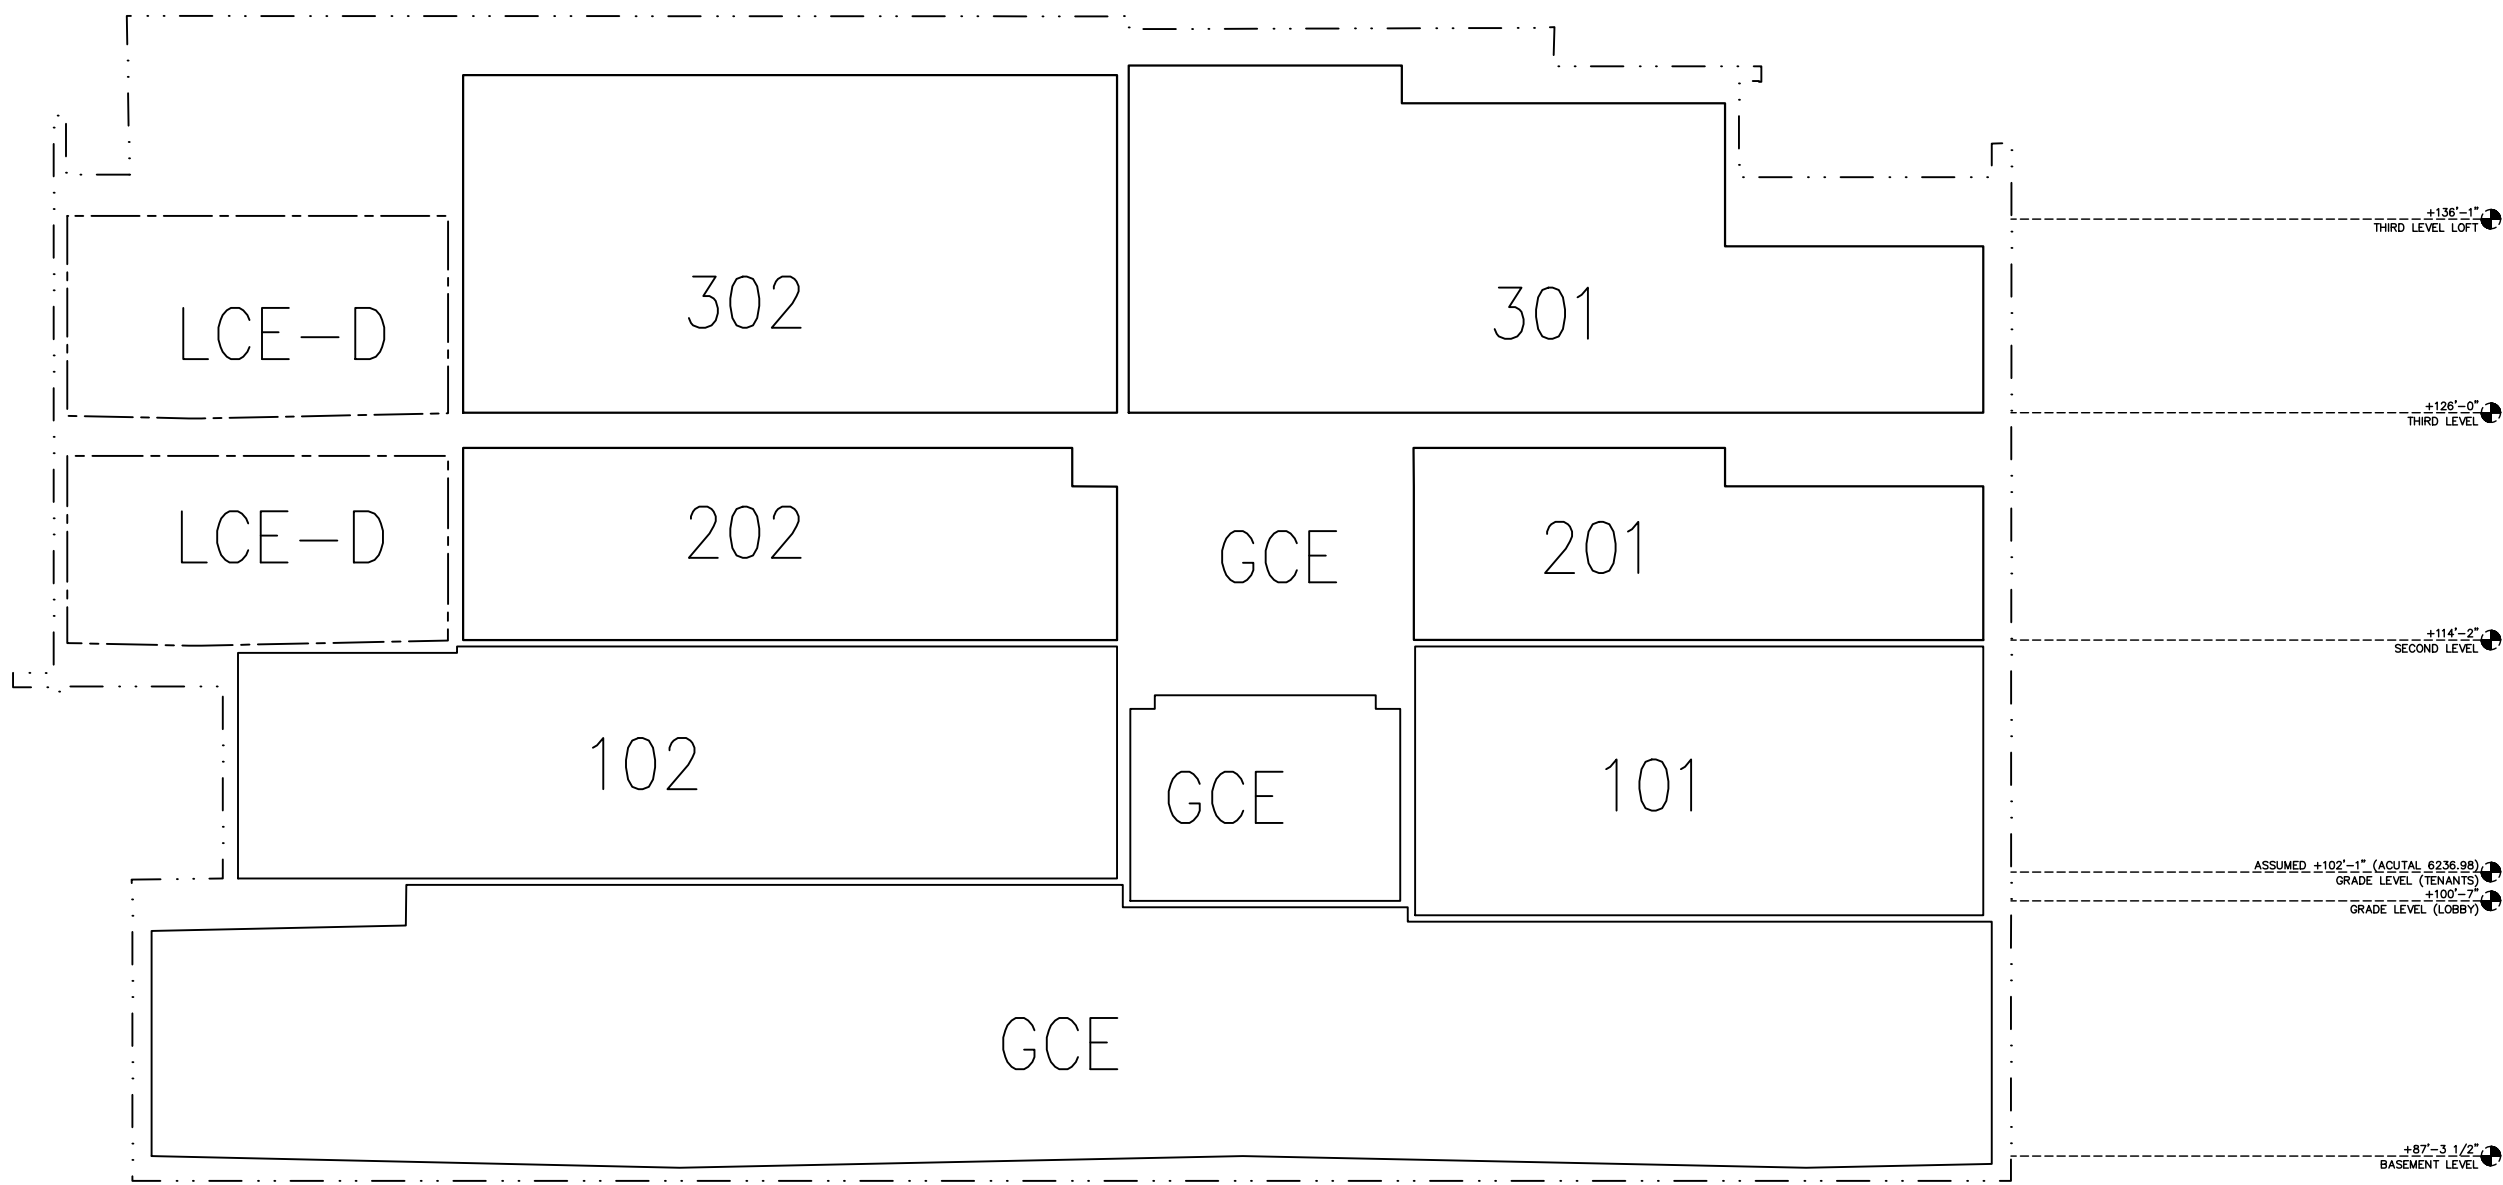 +136'-1"
THIRD LEVEL LOFT
302
301
LCE-D
+126'-0"
THIRD LEVEL
202
201
LCE-D
GCE
+114'-2"
SECOND LEVEL
102
101
GCE
ASSUMED +102'-1" (ACUTAL 6236.98)
GRADE LEVEL (TENANTS)
+100'-7"
GRADE LEVEL (LOBBY)
GCE
+87'-3 1/2"
BASEMENT LEVEL